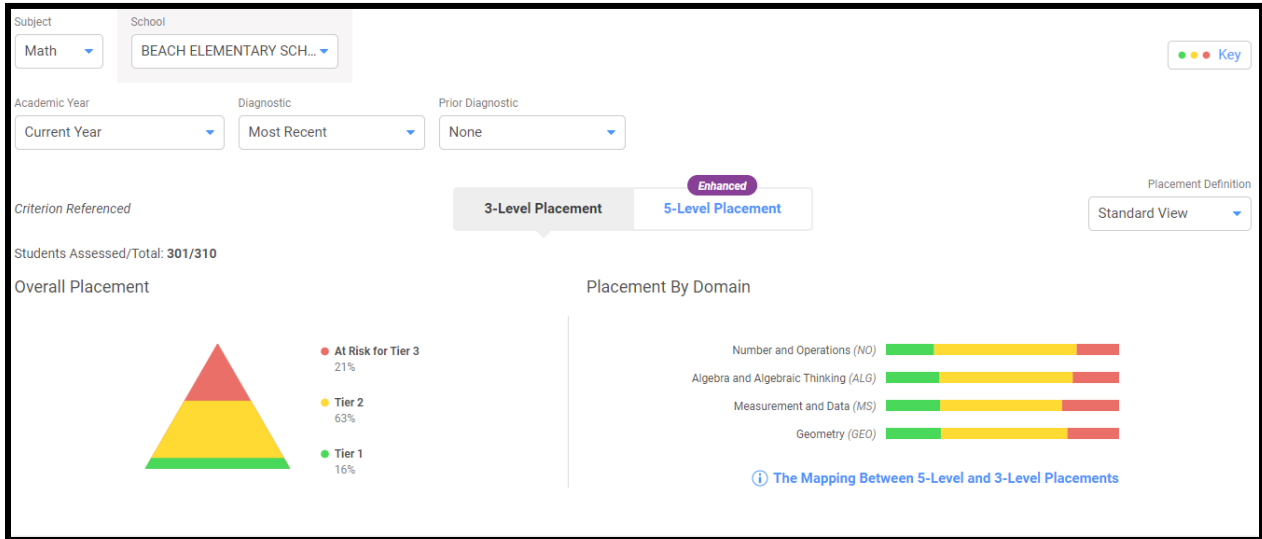 Subject
School
Math
BEACH ELEMENTARY SCH...
Key
Academic Year
Diagnostic
Prior Diagnostic
Current Year
Most Recent
None
Enhanced
Placement Definition
Criterion Referenced
3-Level Placement
5-Level Placement
Standard View
Students Assessed/Total: 301/310
Overall Placement
Placement By Domain
At Risk for Tier 3
21%
Tier 2
63%
Tier 1
16%
Number and Operations (NO)
Algebra and Algebraic Thinking (ALG)
Measurement and Data (MS)
Geometry (GEO)
The Mapping Between 5-Level and 3-Level Placements